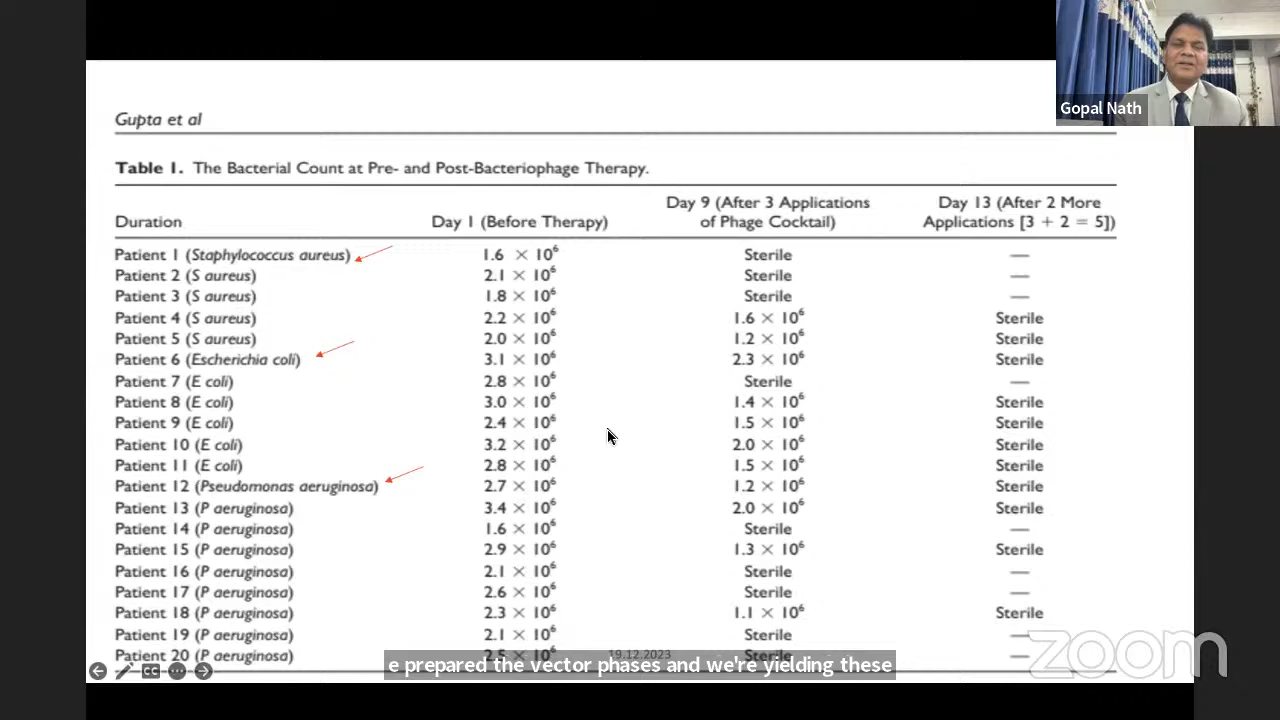 Gopal Nath
Gupta et al
Table 1. The Bacterial Count at Pre- and Post-Bacteriophage Therapy.
Duration Day 1 (Before Therapy) Day 9 (After 3 Applications of Phage Cocktail) Day 13 (After 2 More Applications [3 + 2 = 5])
Patient 1 (Staphylococcus aureus) 1.6 × 10⁶ Sterile —
Patient 2 (S aureus) 2.1 × 10⁶ Sterile —
Patient 3 (S aureus) 1.8 × 10⁶ Sterile —
Patient 4 (S aureus) 2.2 × 10⁶ 1.6 × 10⁶ Sterile
Patient 5 (S aureus) 2.0 × 10⁶ 1.2 × 10⁶ Sterile
Patient 6 (Escherichia coli) 3.1 × 10⁶ 2.3 × 10⁶ Sterile
Patient 7 (E coli) 2.8 × 10⁶ Sterile —
Patient 8 (E coli) 3.0 × 10⁶ 1.4 × 10⁶ Sterile
Patient 9 (E coli) 2.4 × 10⁶ 1.5 × 10⁶ Sterile
Patient 10 (E coli) 3.2 × 10⁶ 2.0 × 10⁶ Sterile
Patient 11 (E coli) 2.8 × 10⁶ 1.5 × 10⁶ Sterile
Patient 12 (Pseudomonas aeruginosa) 2.7 × 10⁶ 1.2 × 10⁶ Sterile
Patient 13 (P aeruginosa) 3.4 × 10⁶ 2.0 × 10⁶ Sterile
Patient 14 (P aeruginosa) 1.6 × 10⁶ Sterile —
Patient 15 (P aeruginosa) 2.9 × 10⁶ 1.3 × 10⁶ Sterile
Patient 16 (P aeruginosa) 2.1 × 10⁶ Sterile —
Patient 17 (P aeruginosa) 2.6 × 10⁶ Sterile —
Patient 18 (P aeruginosa) 2.3 × 10⁶ 1.1 × 10⁶ Sterile
Patient 19 (P aeruginosa) 2.1 × 10⁶ Sterile —
Patient 20 (P aeruginosa) 2.5 × 10⁶ Sterile —
19.12.2023
e prepared the vector phases and we're yielding these
CC
zoom